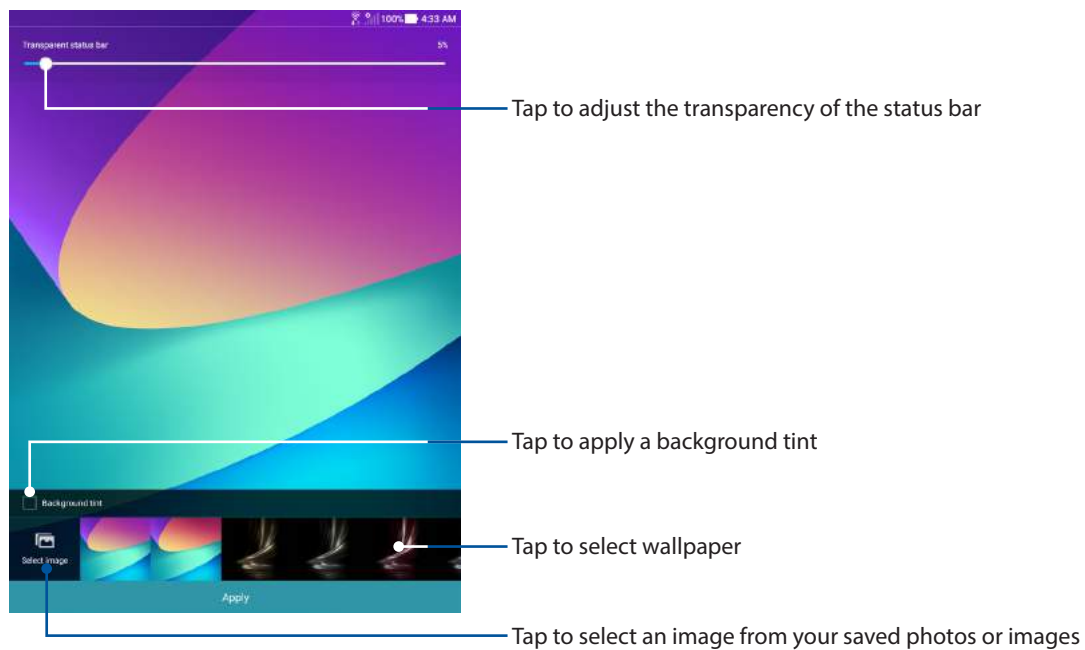 100% 4:33 AM
Transparent status bar 5%
Tap to adjust the transparency of the status bar
Tap to apply a background tint
Background tint
Tap to select wallpaper
Select image
Apply
Tap to select an image from your saved photos or images